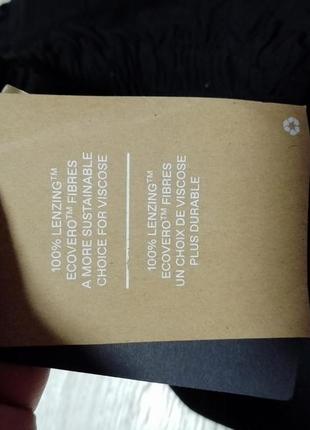 100% LENZING™
ECOVERO™ FIBRES
A MORE SUSTAINABLE
CHOICE FOR VISCOSE
100% LENZING™
ECOVERO™ FIBRES
UN CHOIX DE VISCOSE
PLUS DURABLE